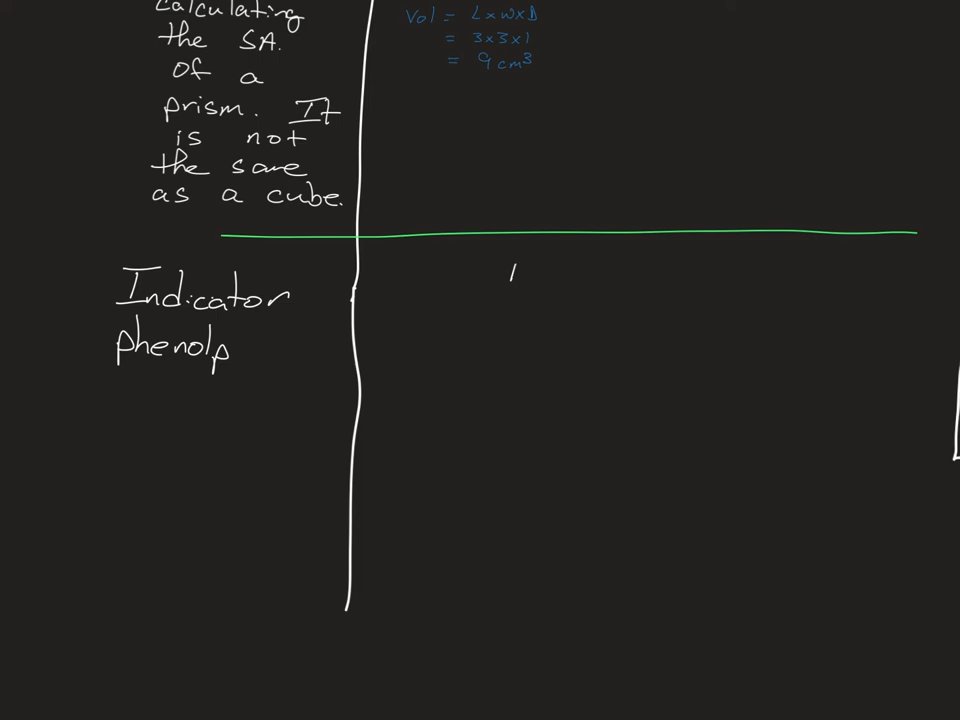 calculating
the SA.
of a
prism. It
is not
the same
as a cube.
Vol = L x W x D
= 3 x 3 x 1
= 9 cm³
Indicator
phenolp